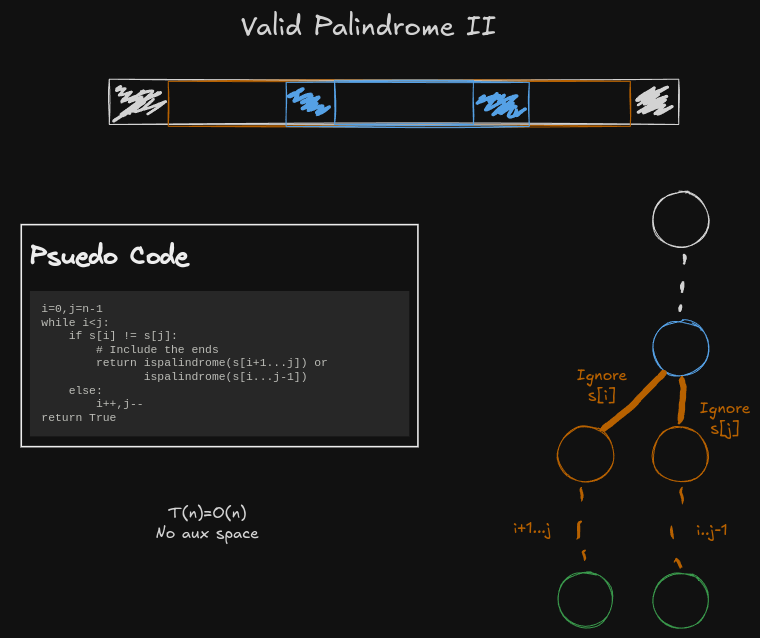 Valid Palindrome II
Psuedo Code
i=0,j=n-1
while i<j:
    if s[i] != s[j]:
        # Include the ends
        return ispalindrome(s[i+1...j]) or
               ispalindrome(s[i...j-1])
    else:
        i++,j--
return True
T(n)=O(n)
No aux space
Ignore
s[i]
Ignore
s[j]
i+1...j
i..j-1